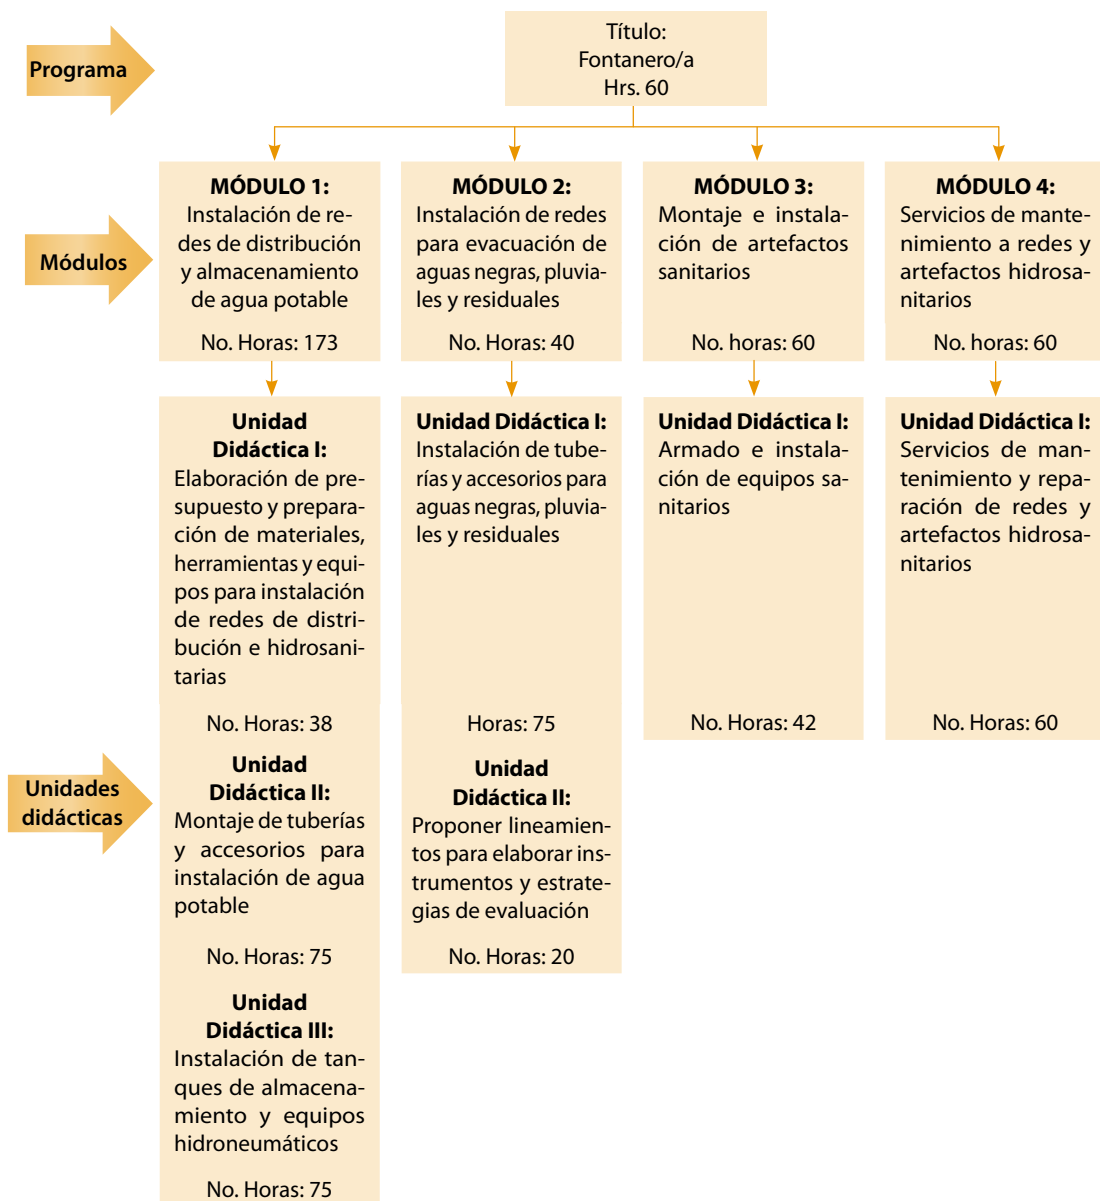 Programa
Título:
Fontanero/a
Hrs. 60
Módulos
MÓDULO 1:
Instalación de re-
des de distribución
y almacenamiento
de agua potable
No. Horas: 173
MÓDULO 2:
Instalación de redes
para evacuación de
aguas negras, pluvia-
les y residuales
No. Horas: 40
MÓDULO 3:
Montaje e instala-
ción de artefactos
sanitarios
No. horas: 60
MÓDULO 4:
Servicios de mante-
nimiento a redes y
artefactos hidrosa-
nitarios
No. horas: 60
Unidades
didácticas
Unidad
Didáctica I:
Elaboración de pre-
supuesto y prepara-
ción de materiales,
herramientas y equi-
pos para instalación
de redes de distri-
bución e hidrosani-
tarias
No. Horas: 38
Unidad
Didáctica II:
Montaje de tuberías
y accesorios para
instalación de agua
potable
No. Horas: 75
Unidad
Didáctica III:
Instalación de tan-
ques de almacena-
miento y equipos
hidroneumáticos
No. Horas: 75
Unidad Didáctica I:
Instalación de tube-
rías y accesorios para
aguas negras, pluvia-
les y residuales
Horas: 75
Unidad
Didáctica II:
Proponer lineamien-
tos para elaborar ins-
trumentos y estrate-
gias de evaluación
No. Horas: 20
Unidad Didáctica I:
Armado e instala-
ción de equipos sa-
nitarios
No. Horas: 42
Unidad Didáctica I:
Servicios de man-
tenimiento y repa-
ración de redes y
artefactos hidrosa-
nitarios
No. Horas: 60